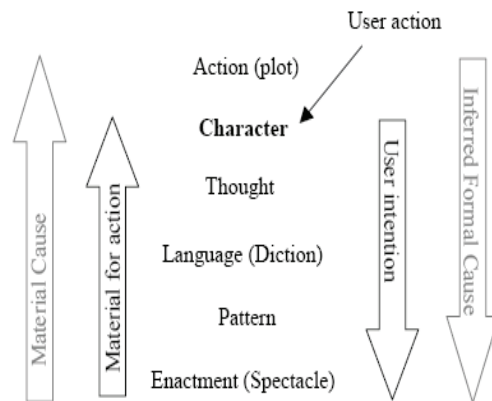 User action
Action (plot)
Character
Thought
Language (Diction)
Pattern
Enactment (Spectacle)
Material Cause
Material for action
User intention
Inferred Formal Cause